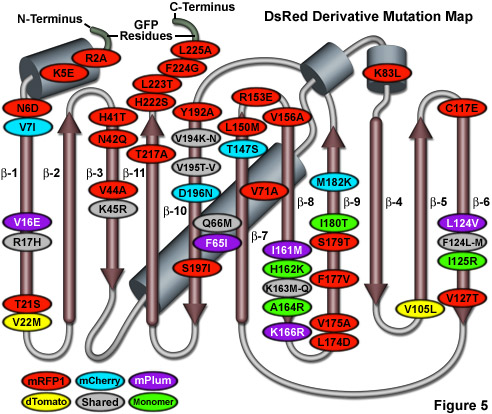 N-Terminus
C-Terminus
GFP
Residues
DsRed Derivative Mutation Map
R2A
K5E
L225A
F224G
L223T
H222S
K83L
N6D
V7I
H41T
N42Q
T217A
Y192A
V194K-N
V195T-V
D196N
R153E
L150M
V156A
T147S
C117E
β-1
β-2
β-3
β-11
β-10
β-7
β-8
β-9
β-4
β-5
β-6
V44A
K45R
V71A
M182K
V16E
R17H
Q66M
F65I
S197I
I180T
S179T
I161M
H162K
K163M-Q
A164R
K166R
F177V
V175A
L174D
L124V
F124L-M
I125R
V127T
V105L
T21S
V22M
mRFP1
mCherry
mPlum
dTomato
Shared
Monomer
Figure 5